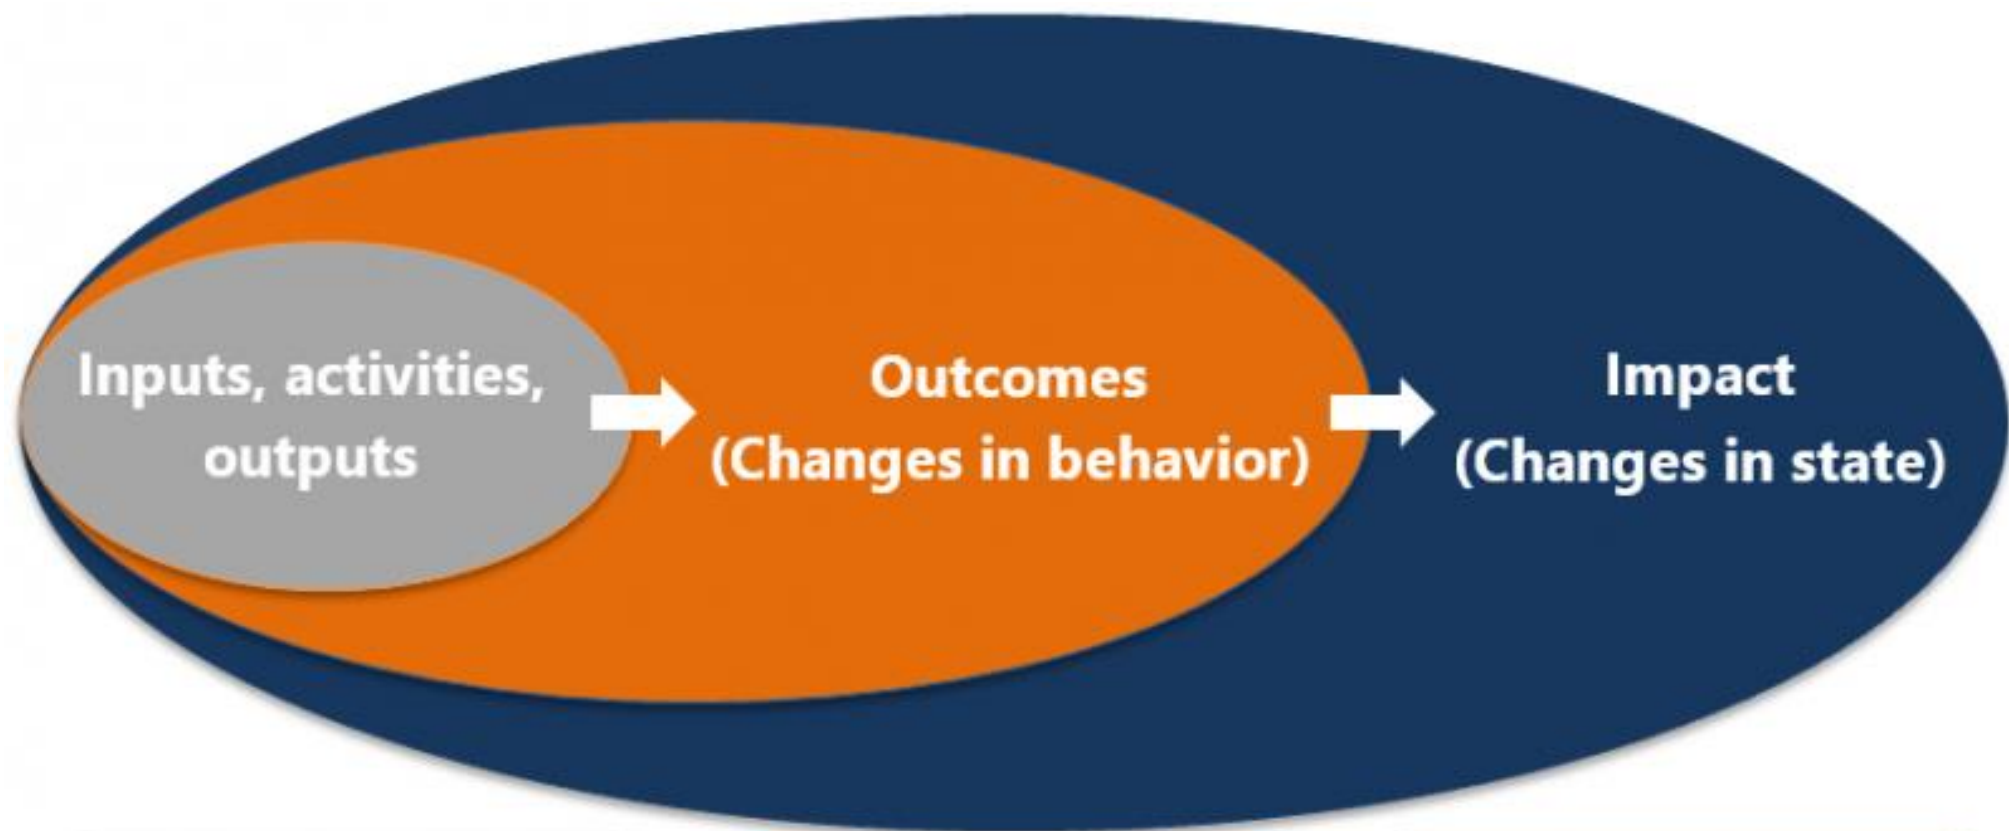 Inputs, activities,
outputs
Outcomes
(Changes in behavior)
Impact
(Changes in state)